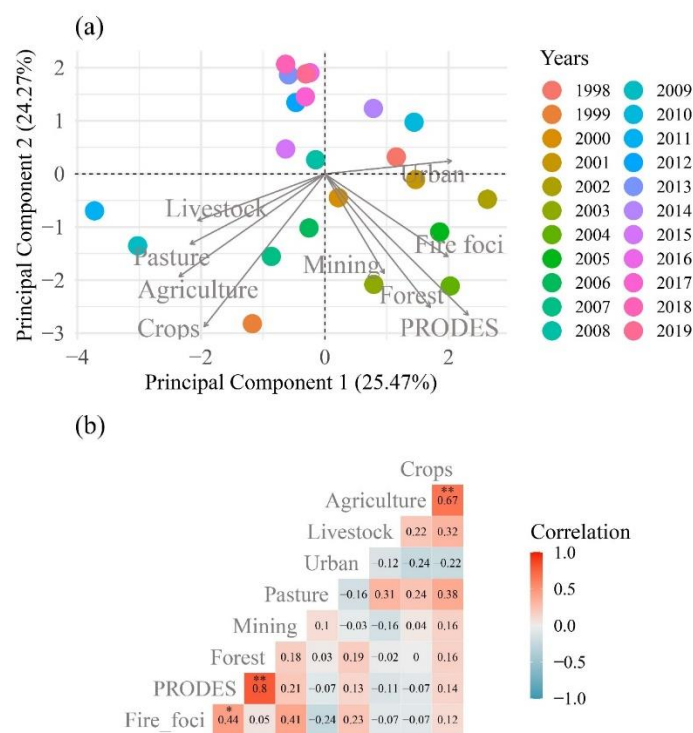 (a)
Principal Component 2 (24.27%)
2
1
0
−1
−2
−3
−4
−2
0
2
Principal Component 1 (25.47%)
Urban
Livestock
Fire foci
Pasture
Mining
Agriculture
Forest
Crops
PRODES
Years
1998
1999
2000
2001
2002
2003
2004
2005
2006
2007
2008
2009
2010
2011
2012
2013
2014
2015
2016
2017
2018
2019
(b)
Crops
Agriculture ** 0.67
Livestock 0.22 0.32
Urban −0.12 −0.24 −0.22
Pasture −0.16 0.31 0.24 0.38
Mining 0.1 −0.03 −0.16 0.04 0.16
Forest 0.18 0.03 0.19 −0.02 0 0.16
PRODES ** 0.8 0.21 −0.07 0.13 −0.11 −0.07 0.14
Fire_foci * 0.44 0.05 0.41 −0.24 0.23 −0.07 −0.07 0.12
Correlation
1.0
0.5
0.0
−0.5
−1.0